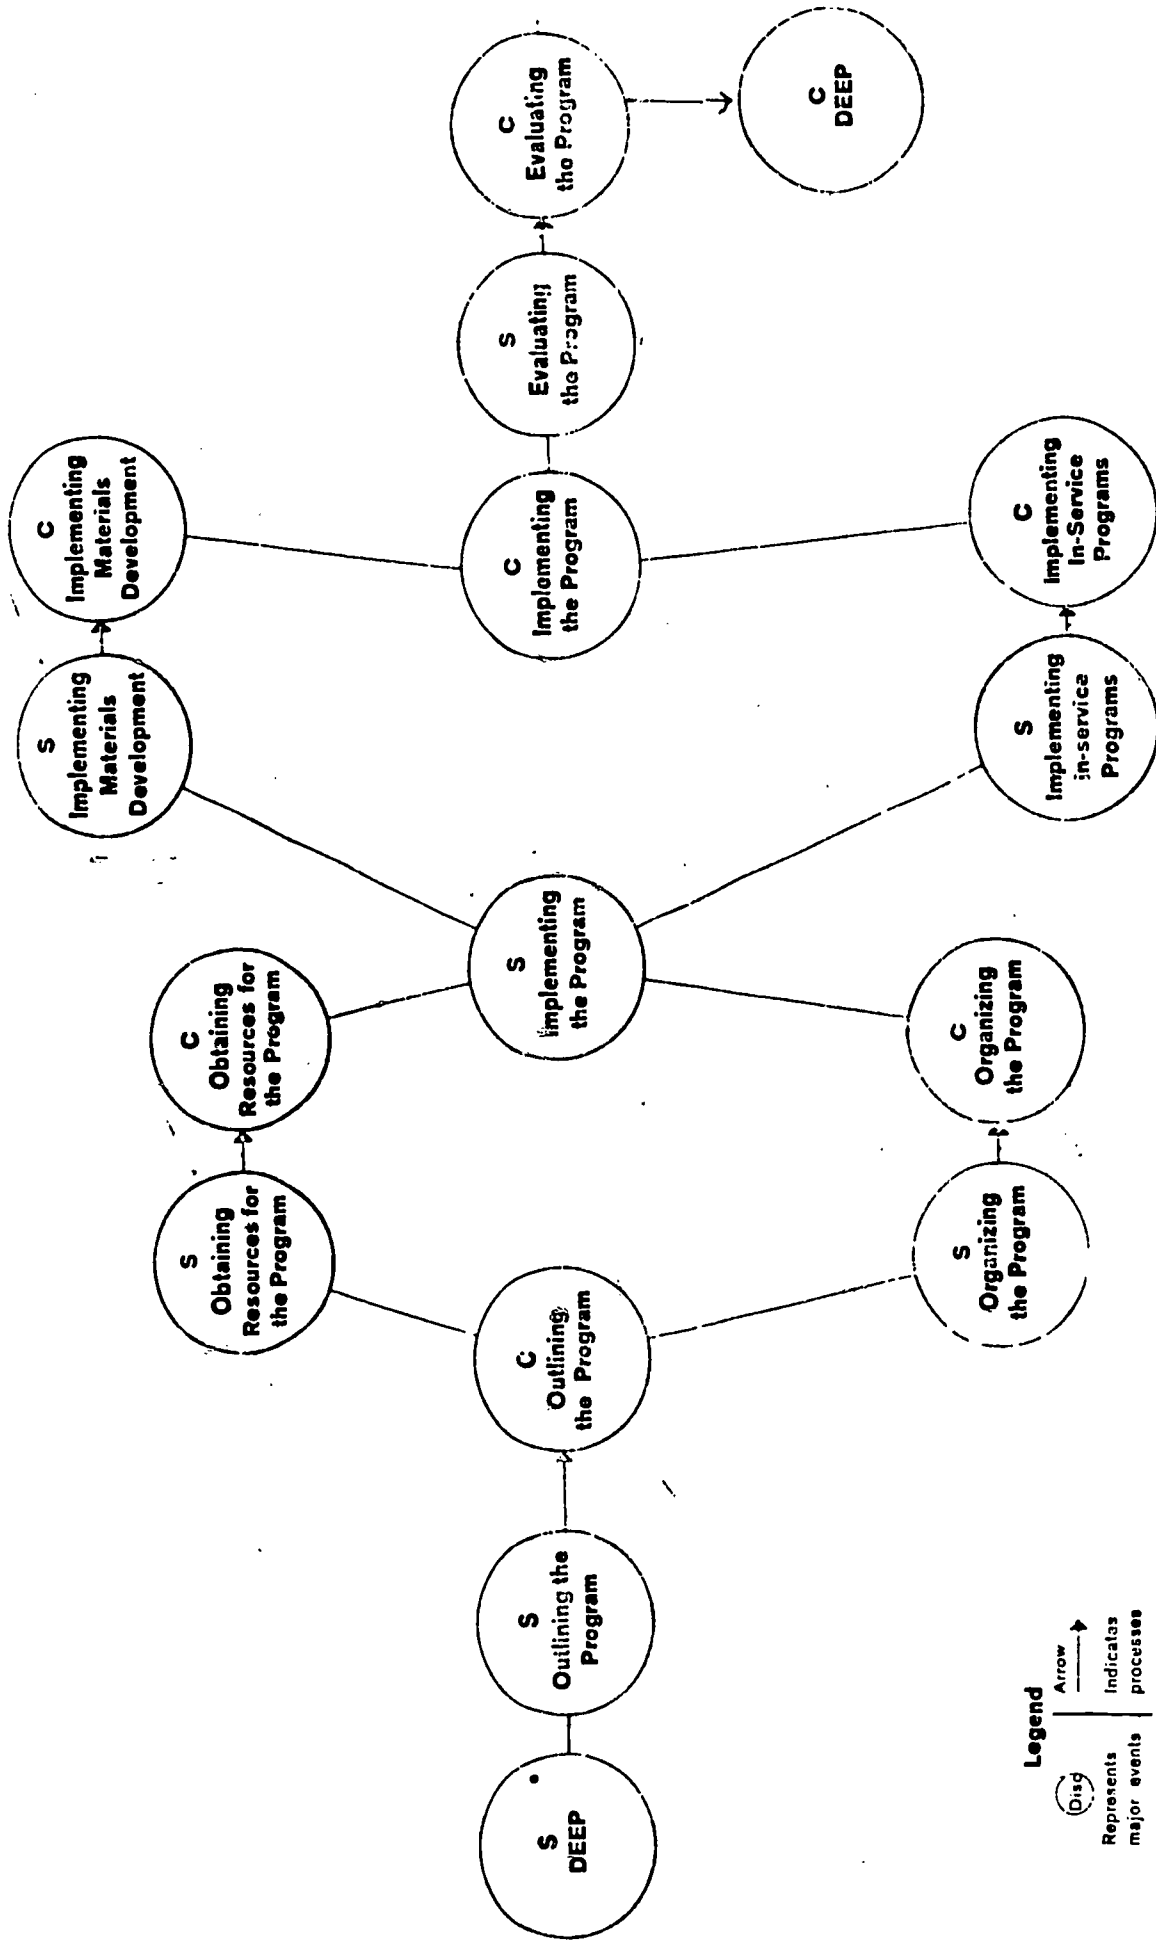 S
DEEP
S
Outlining the
Program
C
Outlining
the Program
S
Obtaining
Resources for
the Program
C
Obtaining
Resources for
the Program
S
Organizing
the Program
C
Organizing
the Program
S
Implementing
the Program
S
Implementing
Materials
Development
C
Implementing
Materials
Development
S
Implementing
in-service
Programs
C
Implementing
In-Service
Programs
C
Implementing
the Program
S
Evaluating
the Program
C
Evaluating
the Program
C
DEEP
Legend
Disc
Represents
major events
Arrow
Indicates
processes